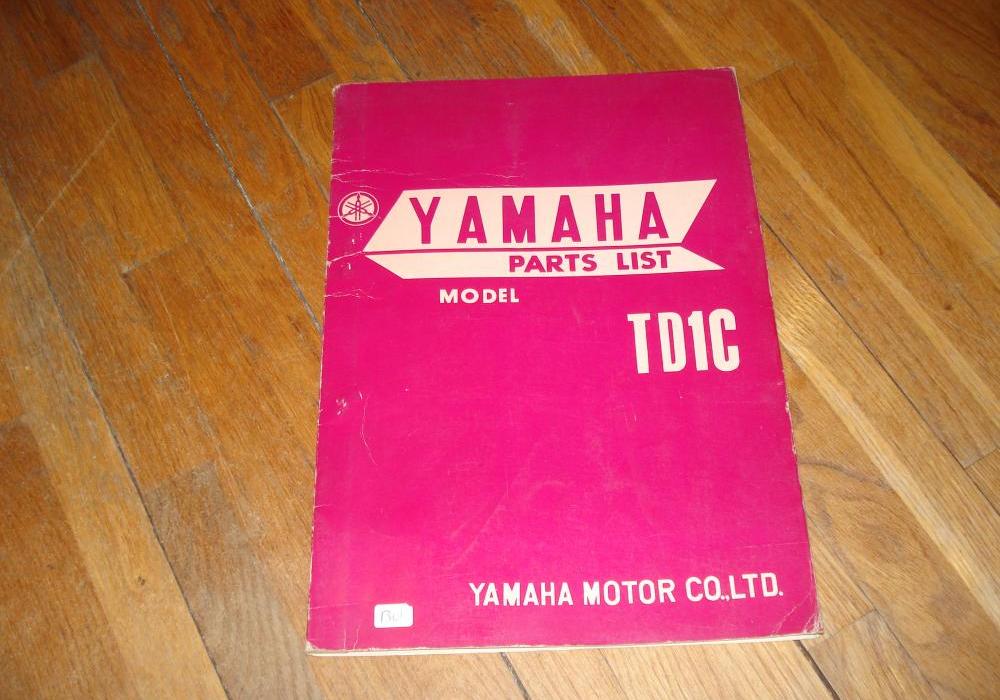 YAMAHA
PARTS LIST
MODEL
TD1C
YAMAHA MOTOR CO.,LTD.